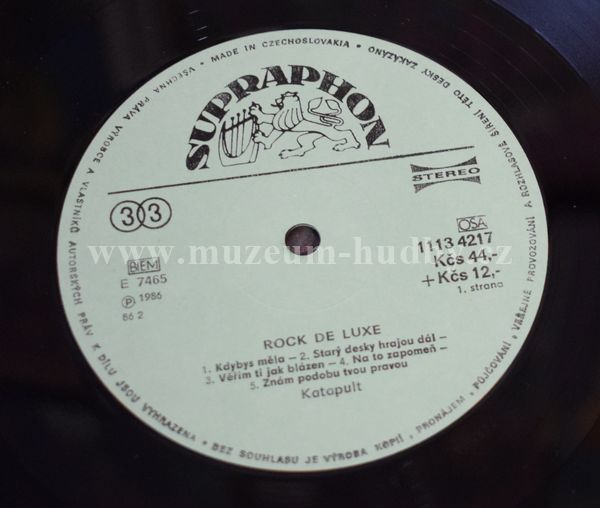 VŠECHNA PRÁVA VÝROBCE A VLASTNÍKŮ AUTORSKÝCH PRÁV K DÍLU JSOU VYHRAZENA • BEZ SOUHLASU JE VÝROBA KOPIÍ, PRONÁJEM, PŮJČOVÁNÍ, VEŘEJNÉ PROVOZOVÁNÍ A ROZHLASOVÉ ŠÍŘENÍ TÉTO DESKY ZAKÁZÁNO • MADE IN CZECHOSLOVAKIA •
SUPRAPHON
STEREO
33
OSA
1113 4217
Kčs 44,-
+Kčs 12,-
1. strana
BIEM
E 7465
Ⓟ 1986
86 2
www.muzeum-hudby.cz
ROCK DE LUXE
1. Kdybys měla – 2. Starý desky hrajou dál –
3. Věřím ti jak blázen – 4. Na to zapomeň –
5. Znám podobu tvou pravou
Katapult